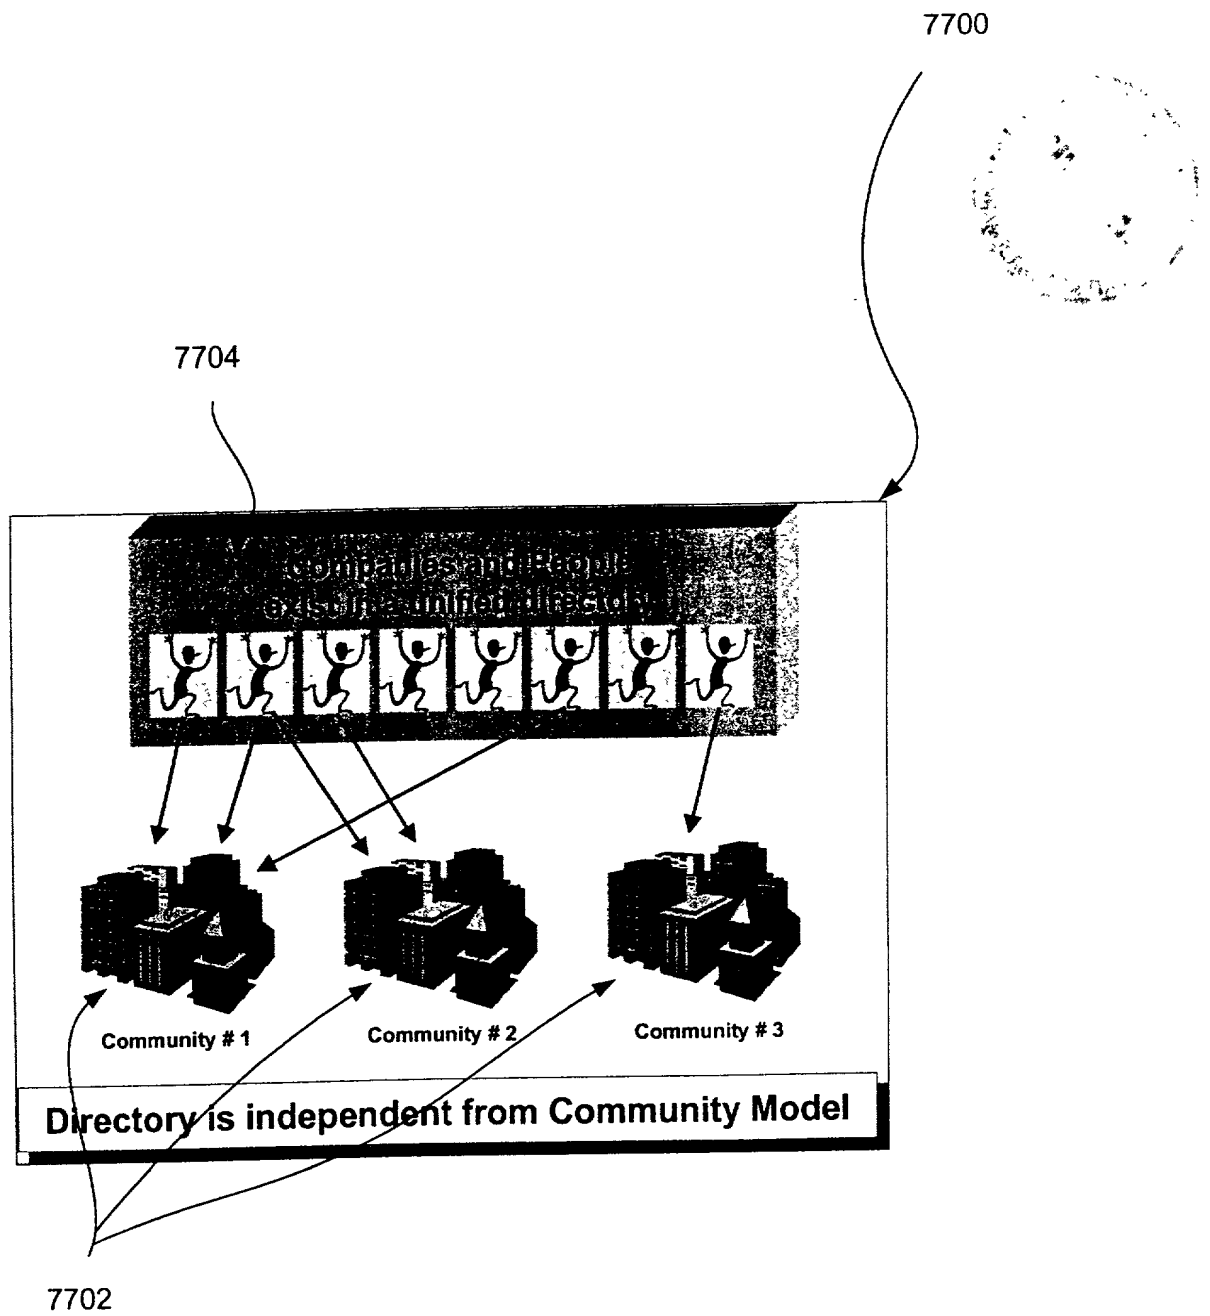 7700
7704
Companies and People
exist in a unified directory
Community # 1
Community # 2
Community # 3
Directory is independent from Community Model
7702